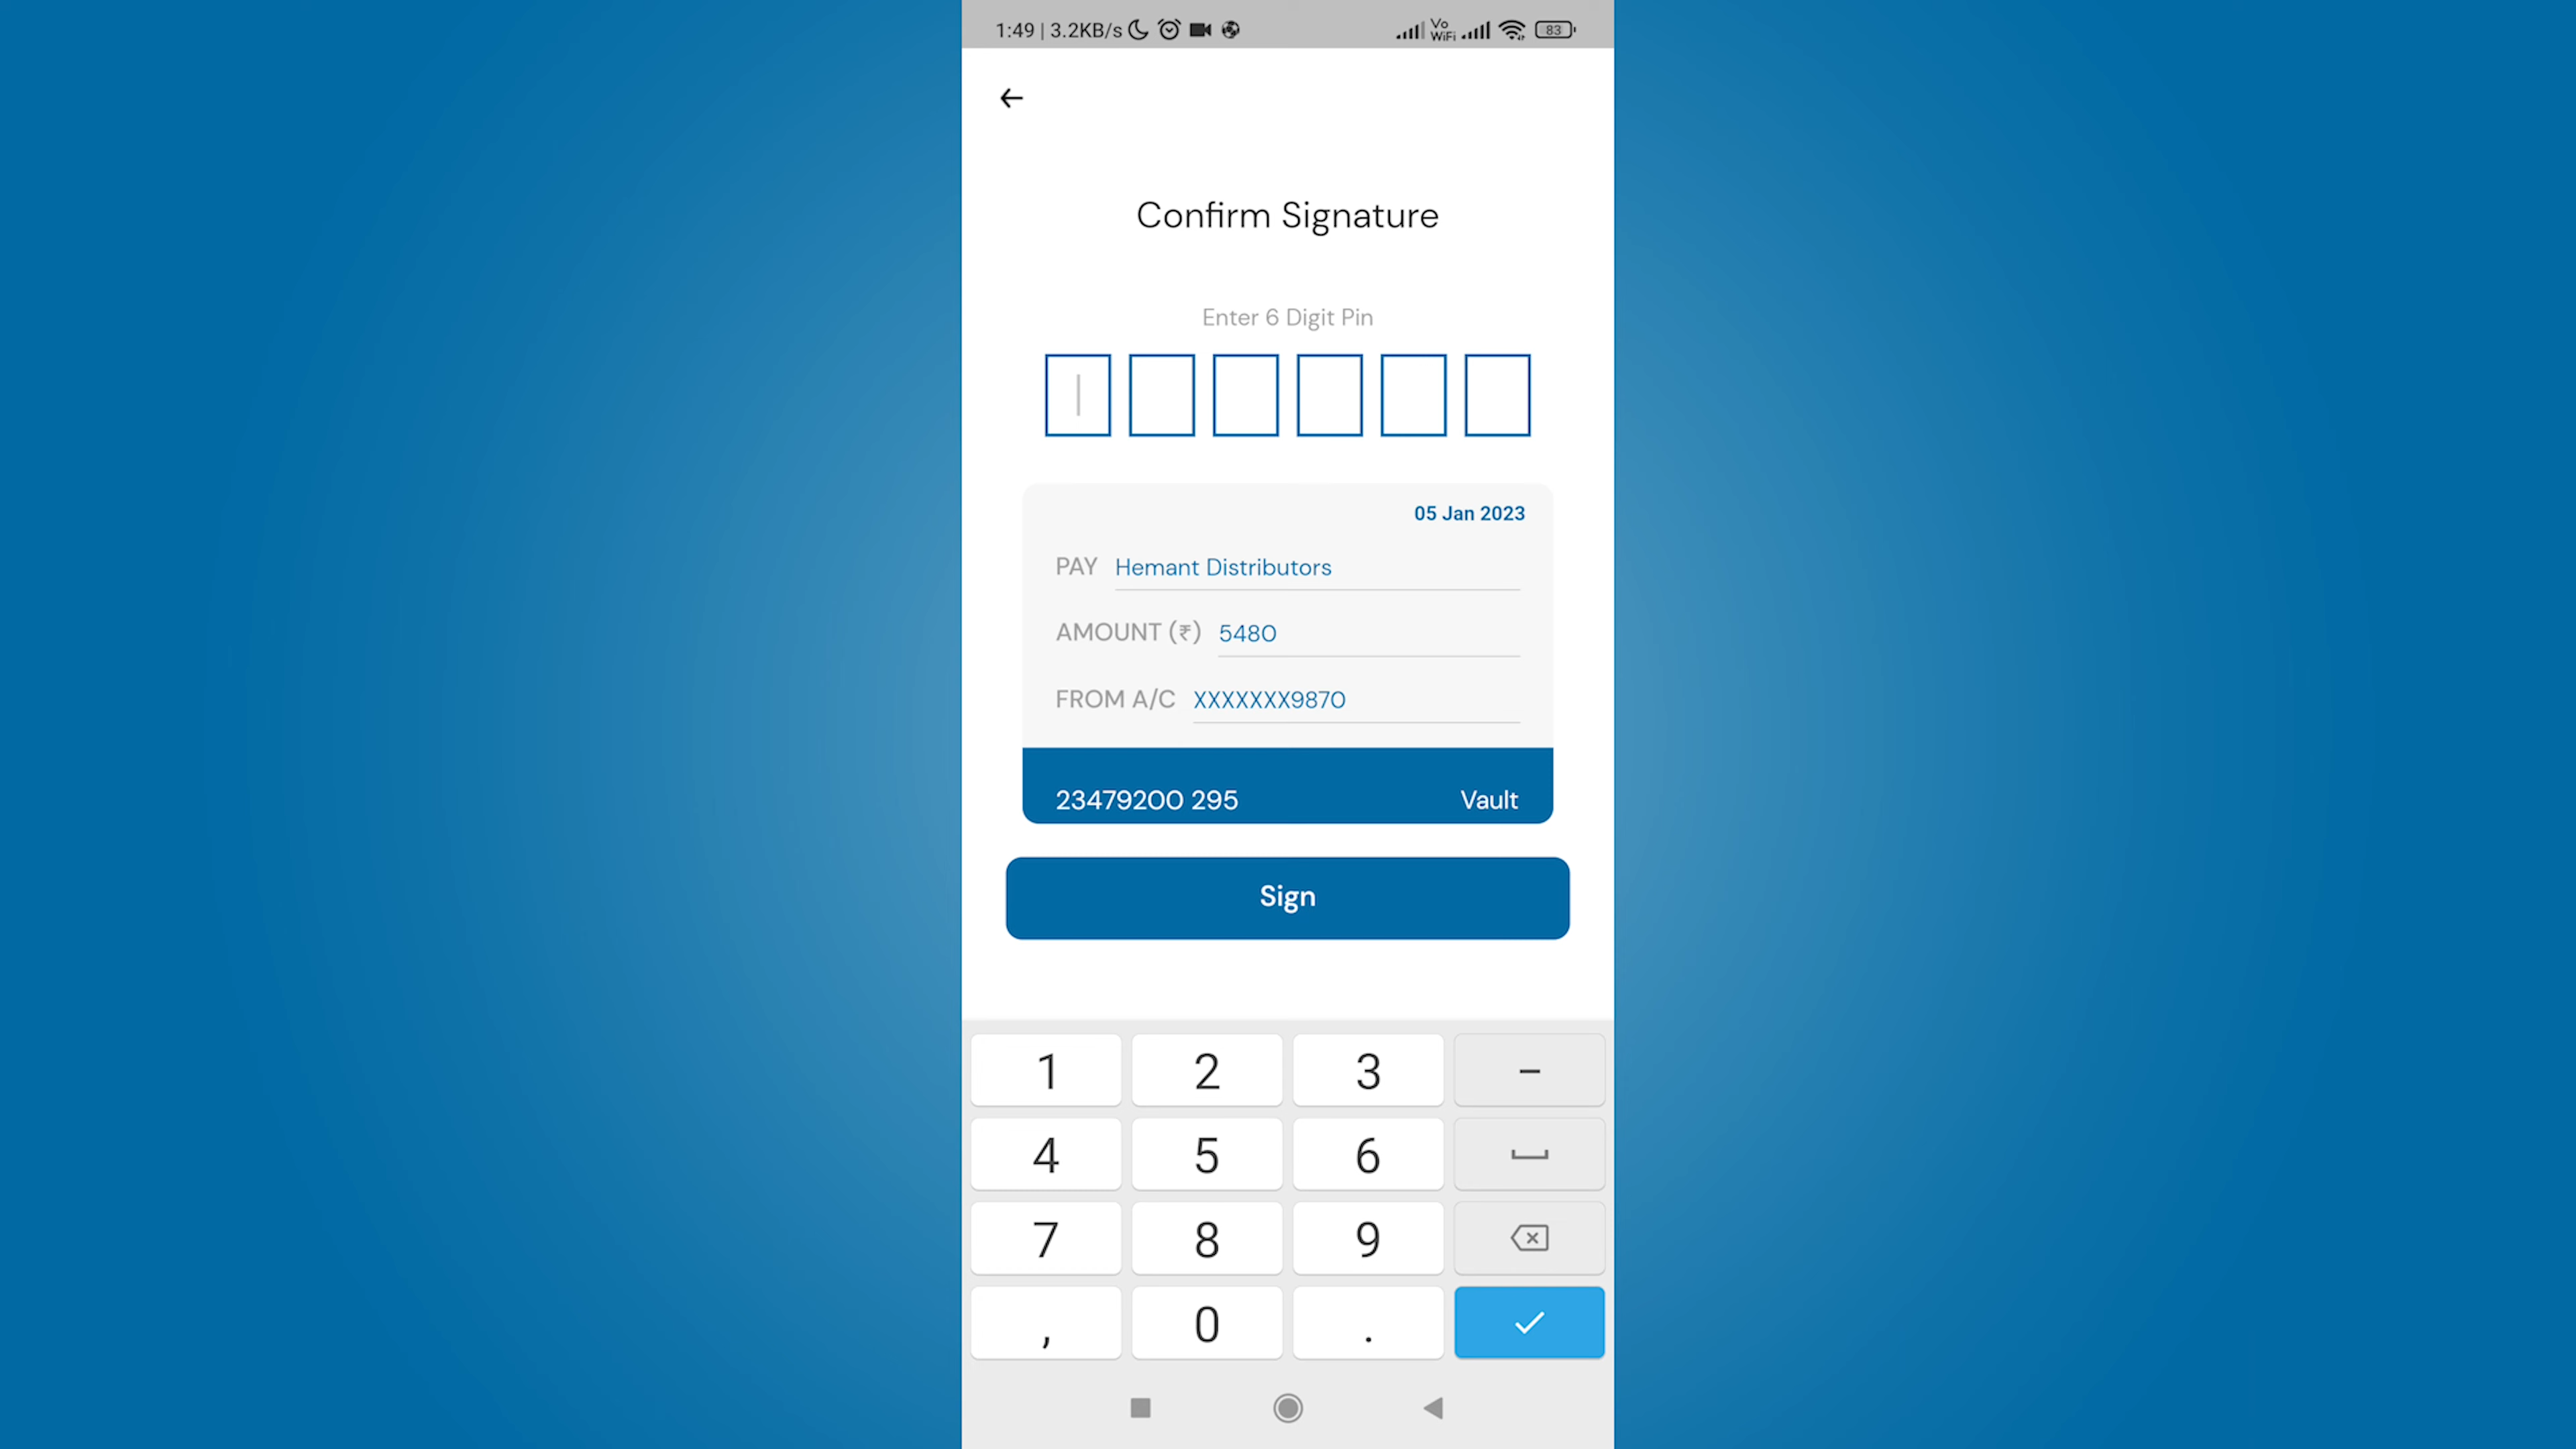 1:49 | 3.2KB/s Vo WiFi 83
Confirm Signature
Enter 6 Digit Pin
05 Jan 2023
PAY Hemant Distributors
AMOUNT (₹) 5480
FROM A/C XXXXXXX9870
23479200 295 Vault
Sign
1 2 3 –
4 5 6
7 8 9
, 0 .